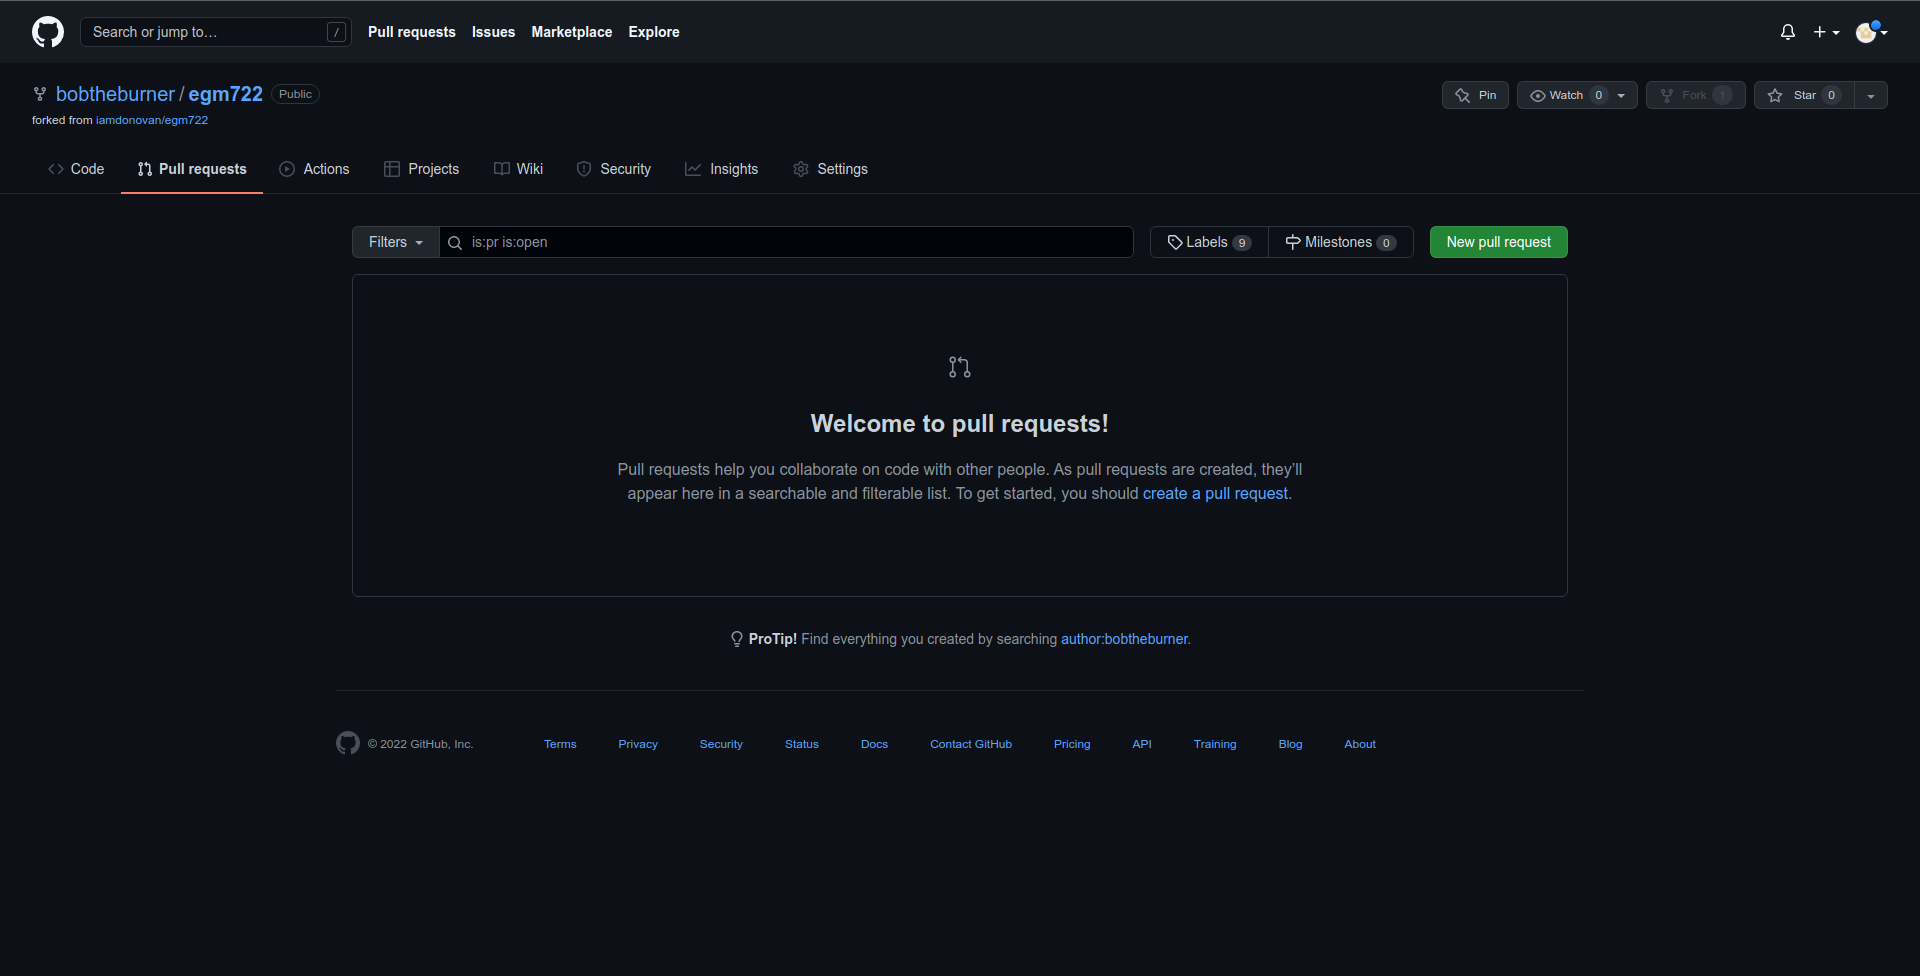 Search or jump to… /
Pull requests Issues Marketplace Explore
bobtheburner / egm722 Public
forked from iamdonovan/egm722
Pin Watch 0 Fork 1 Star 0
Code Pull requests Actions Projects Wiki Security Insights Settings
Filters is:pr is:open Labels 9 Milestones 0 New pull request
Welcome to pull requests!
Pull requests help you collaborate on code with other people. As pull requests are created, they’ll
appear here in a searchable and filterable list. To get started, you should create a pull request.
ProTip! Find everything you created by searching author:bobtheburner.
© 2022 GitHub, Inc. Terms Privacy Security Status Docs Contact GitHub Pricing API Training Blog About